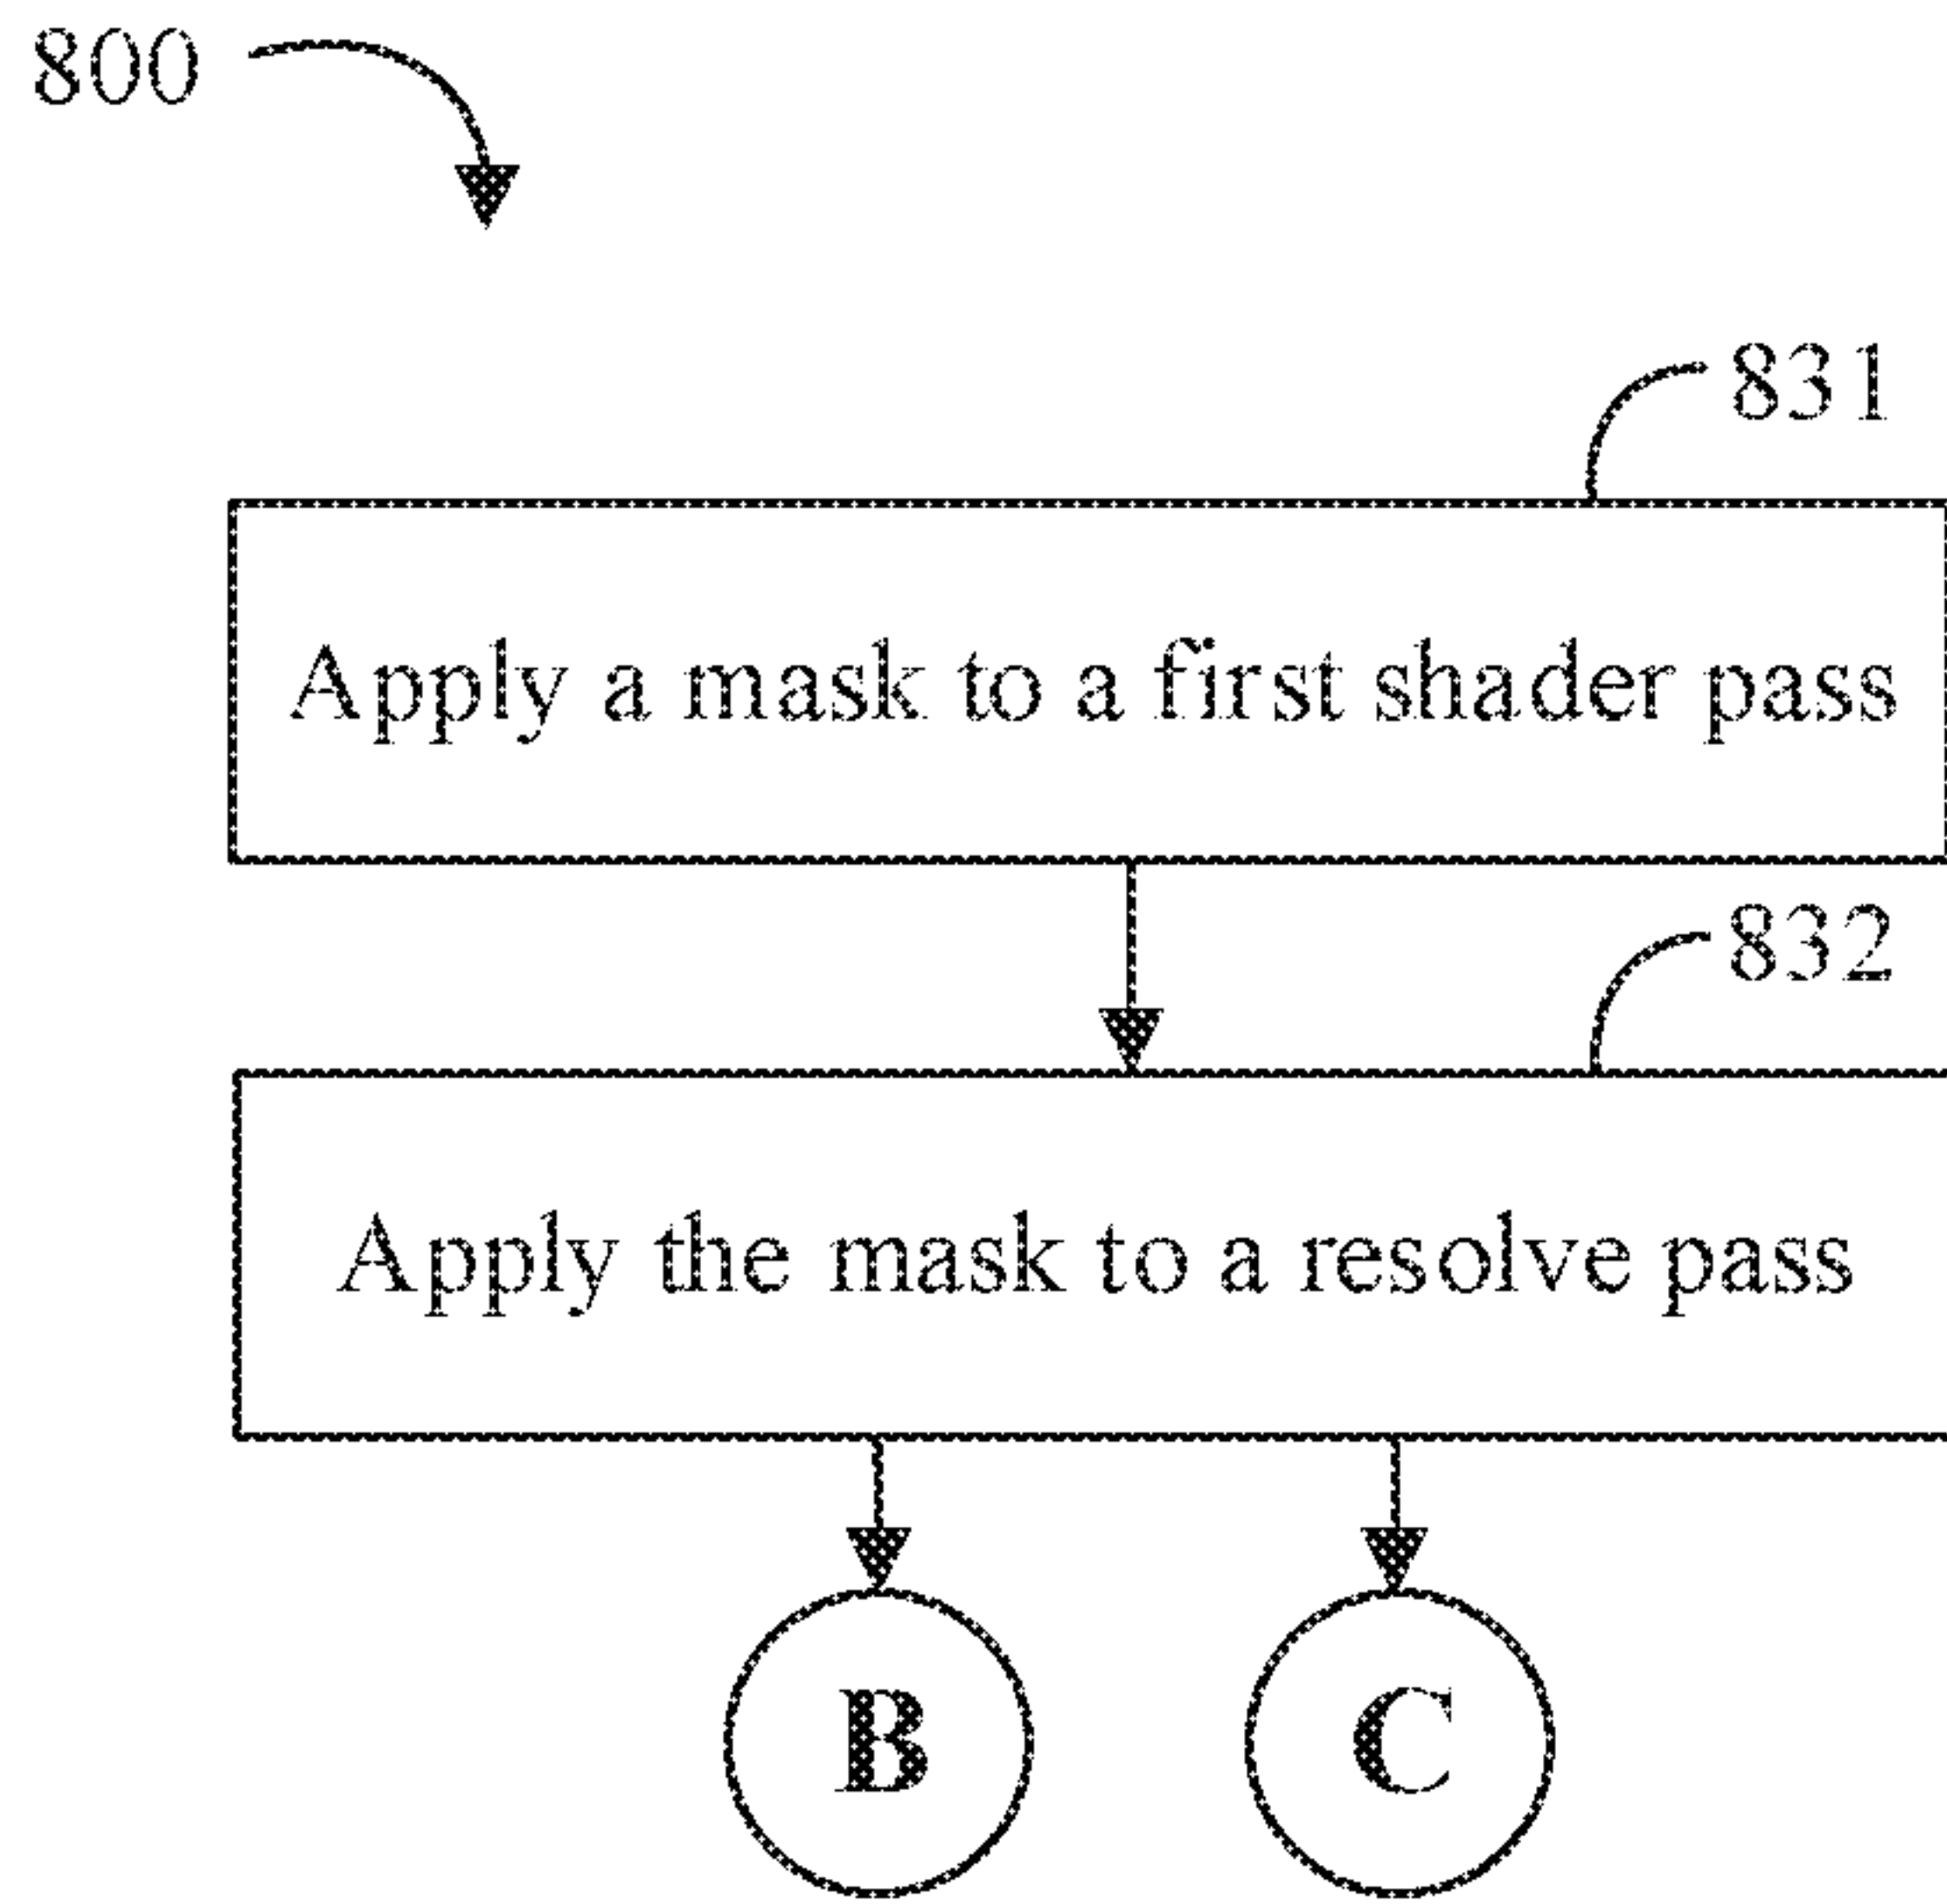 800
831
Apply a mask to a first shader pass
832
Apply the mask to a resolve pass
B
C